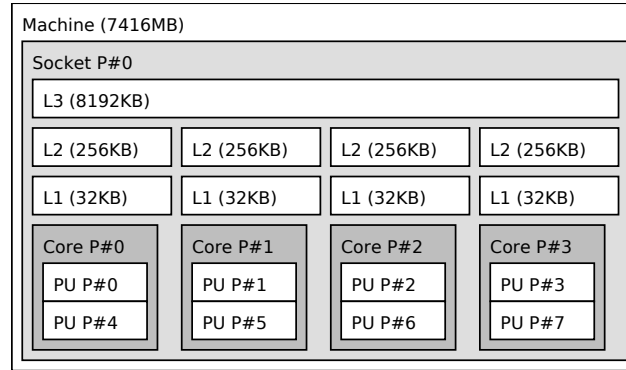 Machine (7416MB)
Socket P#0
L3 (8192KB)
L2 (256KB) L2 (256KB) L2 (256KB) L2 (256KB)
L1 (32KB) L1 (32KB) L1 (32KB) L1 (32KB)
Core P#0 Core P#1 Core P#2 Core P#3
PU P#0 PU P#1 PU P#2 PU P#3
PU P#4 PU P#5 PU P#6 PU P#7